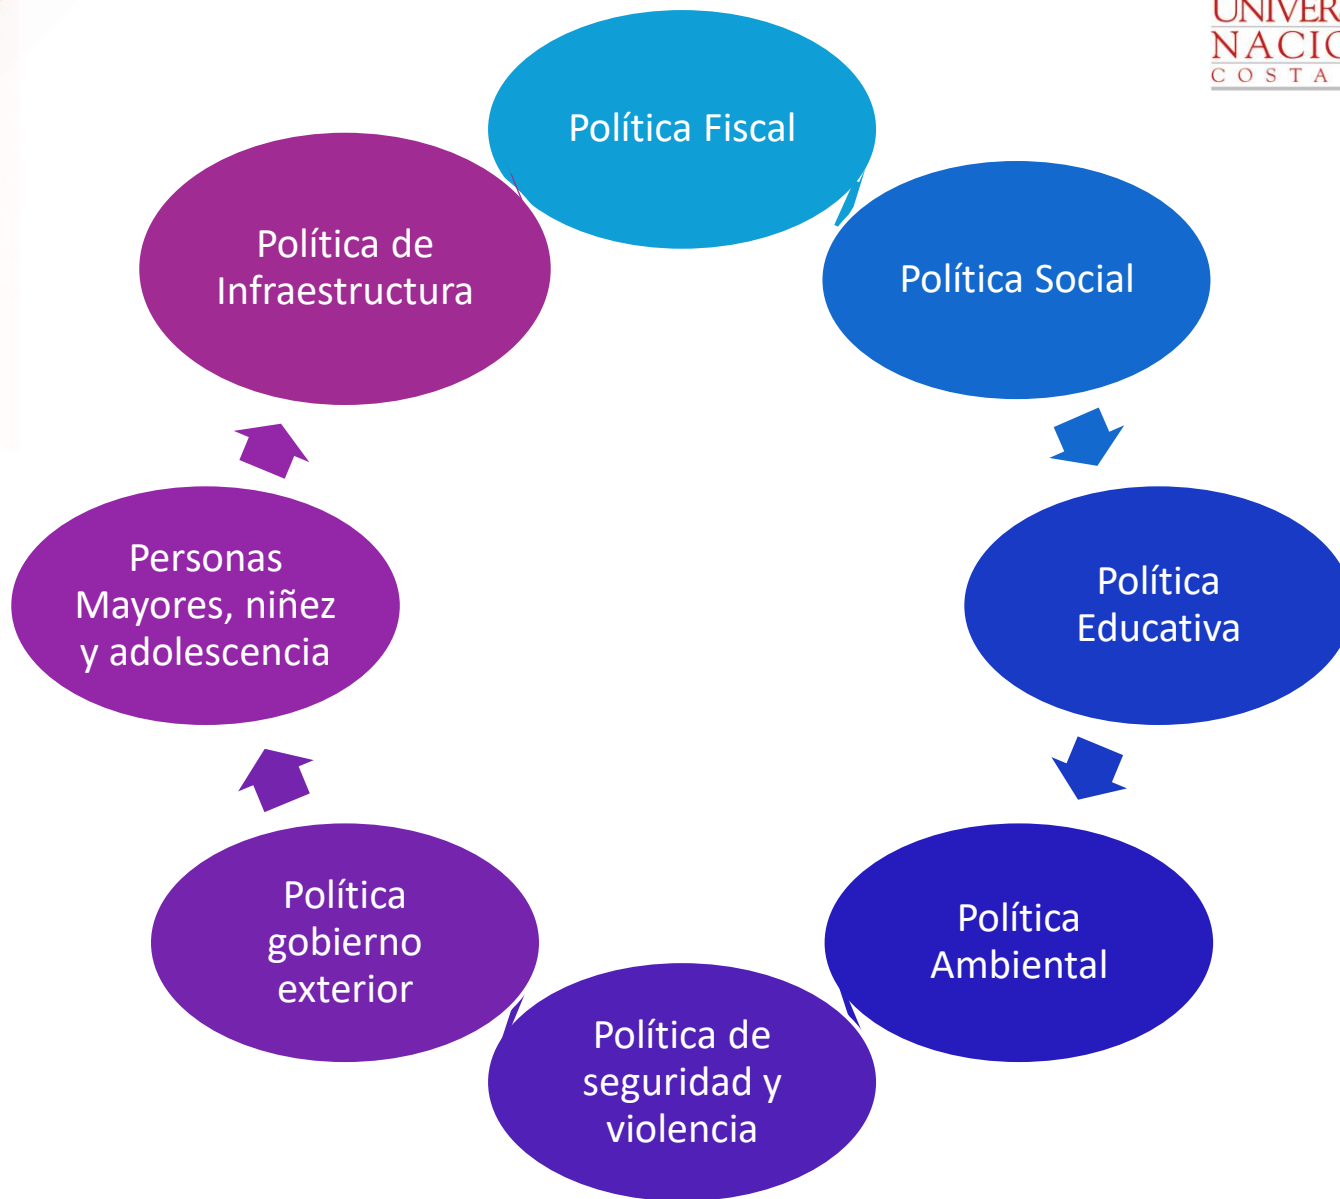 COSTA
Política Fiscal
Política Social
Política
Educativa
Política
Ambiental
Política de
seguridad y
violencia
Política
gobierno
exterior
Personas
Mayores, niñez
y adolescencia
Política de
Infraestructura